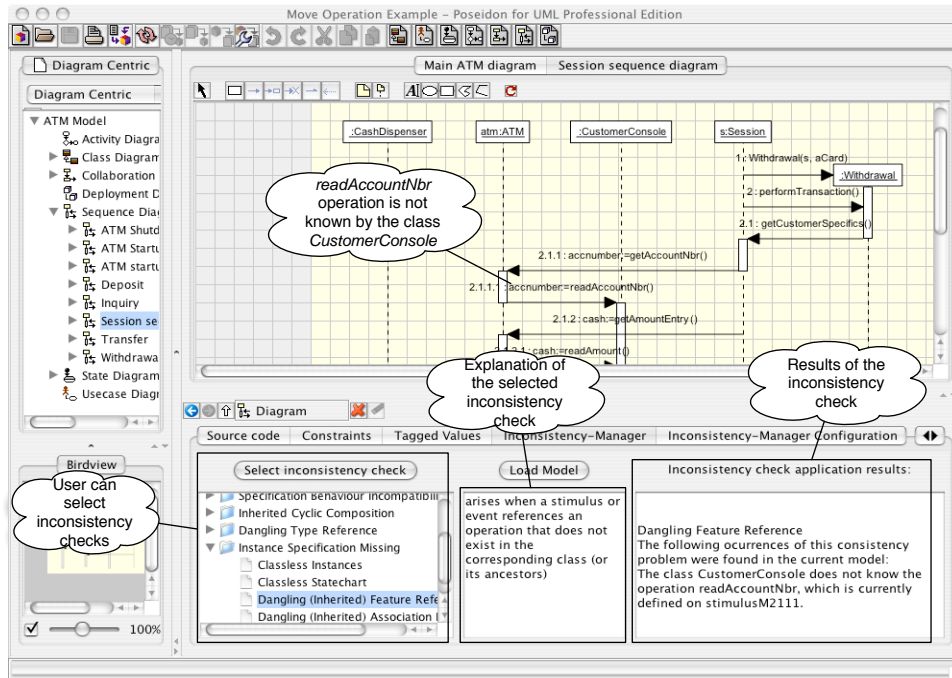 Move Operation Example – Poseidon for UML Professional Edition
Diagram Centric
Diagram Centric
ATM Model
Activity Diagra
Class Diagram
Collaboration
Deployment D
Sequence Dia
ATM Shutd
ATM Startu
ATM startu
Deposit
Inquiry
Session se
Transfer
Withdrawa
State Diagram
Usecase Diagr
Birdview
User can
select
inconsistency
checks
100%
Main ATM diagram
Session sequence diagram
:CashDispenser
atm:ATM
:CustomerConsole
s:Session
1 : Withdrawal(s, aCard)
:Withdrawal
2 : performTransaction()
2.1 : getCustomerSpecifics()
readAccountNbr
operation is not
known by the class
CustomerConsole
2.1.1 : accnumber:=getAccountNbr()
2.1.1.1 : accnumber:=readAccountNbr()
2.1.2 : cash:=getAmountEntry()
2.1.2.1 : cash:=readAmount()
Explanation of
the selected
inconsistency
check
Results of the
inconsistency
check
Diagram
Source code
Constraints
Tagged Values
Inconsistency-Manager
Inconsistency-Manager Configuration
Select inconsistency check
Specification Behaviour Incompatibili
Inherited Cyclic Composition
Dangling Type Reference
Instance Specification Missing
Classless Instances
Classless Statechart
Dangling (Inherited) Feature Refe
Dangling (Inherited) Association
Load Model
arises when a stimulus or
event references an
operation that does not
exist in the
corresponding class (or
its ancestors)
Inconsistency check application results:
Dangling Feature Reference
The following ocurrences of this consistency
problem were found in the current model:
The class CustomerConsole does not know the
operation readAccountNbr, which is currently
defined on stimulusM2111.